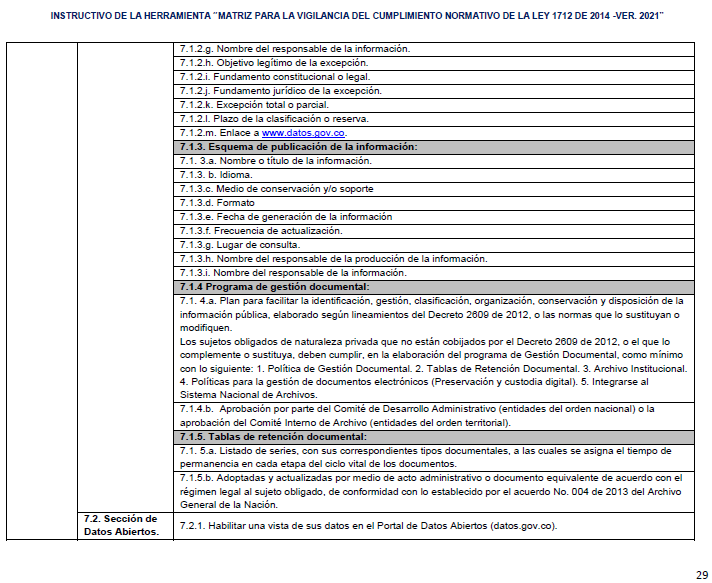 INSTRUCTIVO DE LA HERRAMIENTA ¨MATRIZ PARA LA VIGILANCIA DEL CUMPLIMIENTO NORMATIVO DE LA LEY 1712 DE 2014 -VER. 2021¨
7.1.2.g. Nombre del responsable de la información.
7.1.2.h. Objetivo legítimo de la excepción.
7.1.2.i. Fundamento constitucional o legal.
7.1.2.j. Fundamento jurídico de la excepción.
7.1.2.k. Excepción total o parcial.
7.1.2.l. Plazo de la clasificación o reserva.
7.1.2.m. Enlace a www.datos.gov.co.
7.1.3. Esquema de publicación de la información:
7.1. 3.a. Nombre o título de la información.
7.1.3. b. Idioma.
7.1.3.c. Medio de conservación y/o soporte
7.1.3.d. Formato
7.1.3.e. Fecha de generación de la información
7.1.3.f. Frecuencia de actualización.
7.1.3.g. Lugar de consulta.
7.1.3.h. Nombre del responsable de la producción de la información.
7.1.3.i. Nombre del responsable de la información.
7.1.4 Programa de gestión documental:
7.1. 4.a. Plan para facilitar la identificación, gestión, clasificación, organización, conservación y disposición de la
información pública, elaborado según lineamientos del Decreto 2609 de 2012, o las normas que lo sustituyan o
modifiquen.
Los sujetos obligados de naturaleza privada que no están cobijados por el Decreto 2609 de 2012, o el que lo
complemente o sustituya, deben cumplir, en la elaboración del programa de Gestión Documental, como mínimo
con lo siguiente: 1. Política de Gestión Documental. 2. Tablas de Retención Documental. 3. Archivo Institucional.
4. Políticas para la gestión de documentos electrónicos (Preservación y custodia digital). 5. Integrarse al
Sistema Nacional de Archivos.
7.1.4.b. Aprobación por parte del Comité de Desarrollo Administrativo (entidades del orden nacional) o la
aprobación del Comité Interno de Archivo (entidades del orden territorial).
7.1.5. Tablas de retención documental:
7.1. 5.a. Listado de series, con sus correspondientes tipos documentales, a las cuales se asigna el tiempo de
permanencia en cada etapa del ciclo vital de los documentos.
7.1.5.b. Adoptadas y actualizadas por medio de acto administrativo o documento equivalente de acuerdo con el
régimen legal al sujeto obligado, de conformidad con lo establecido por el acuerdo No. 004 de 2013 del Archivo
General de la Nación.
7.2. Sección de
Datos Abiertos.
7.2.1. Habilitar una vista de sus datos en el Portal de Datos Abiertos (datos.gov.co).
29